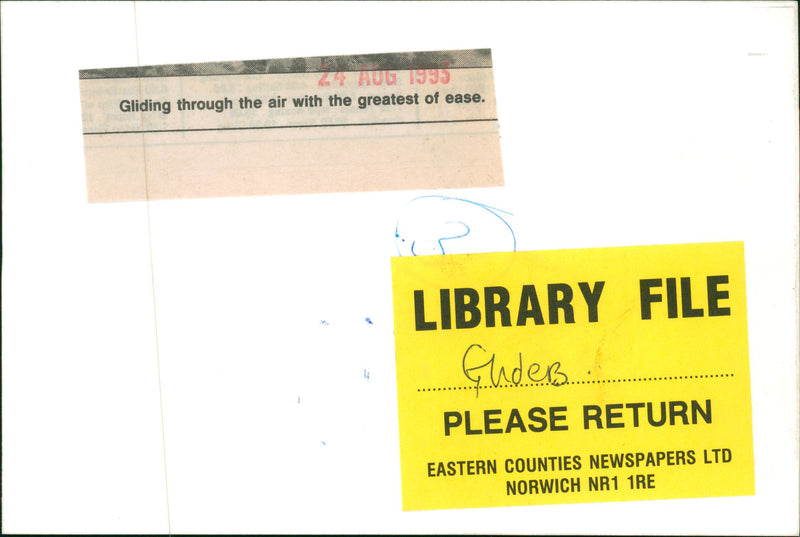 24 AUG 1995
Gliding through the air with the greatest of ease.
LIBRARY FILE
Gliders
PLEASE RETURN
EASTERN COUNTIES NEWSPAPERS LTD
NORWICH NR1 1RE